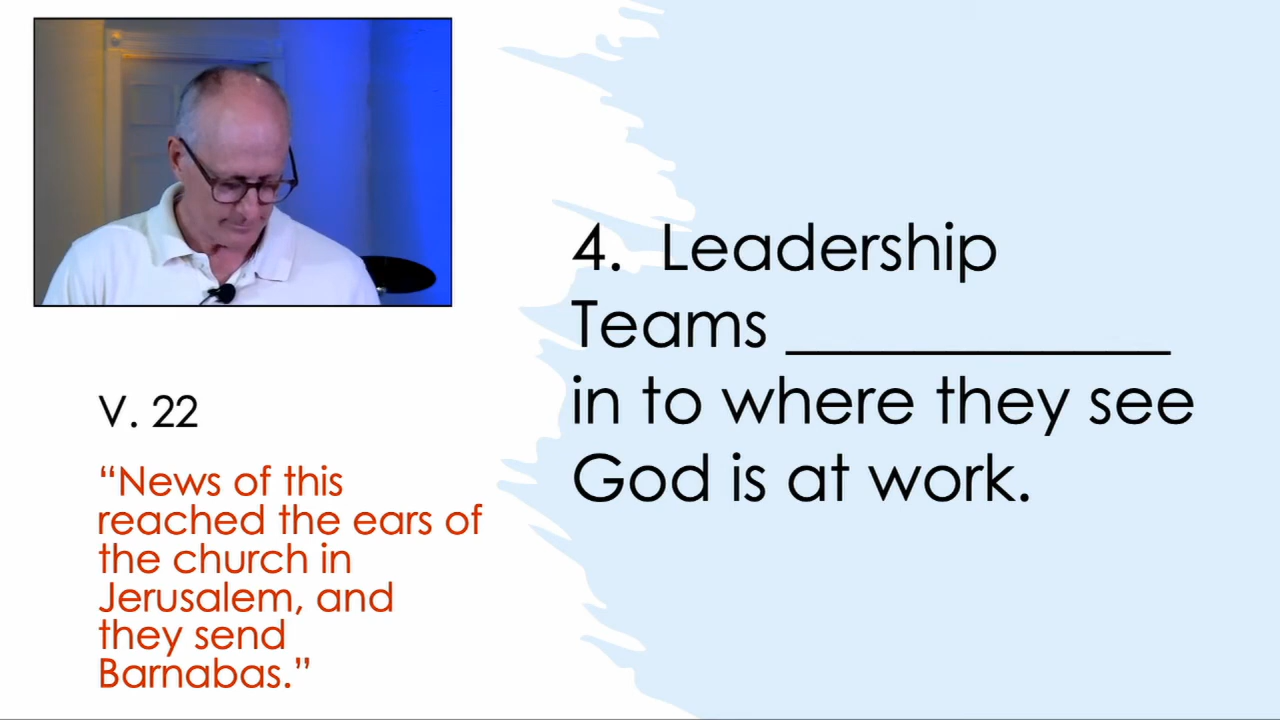 4. Leadership
Teams ____________
in to where they see
God is at work.
V. 22
“News of this
reached the ears of
the church in
Jerusalem, and
they send
Barnabas.”